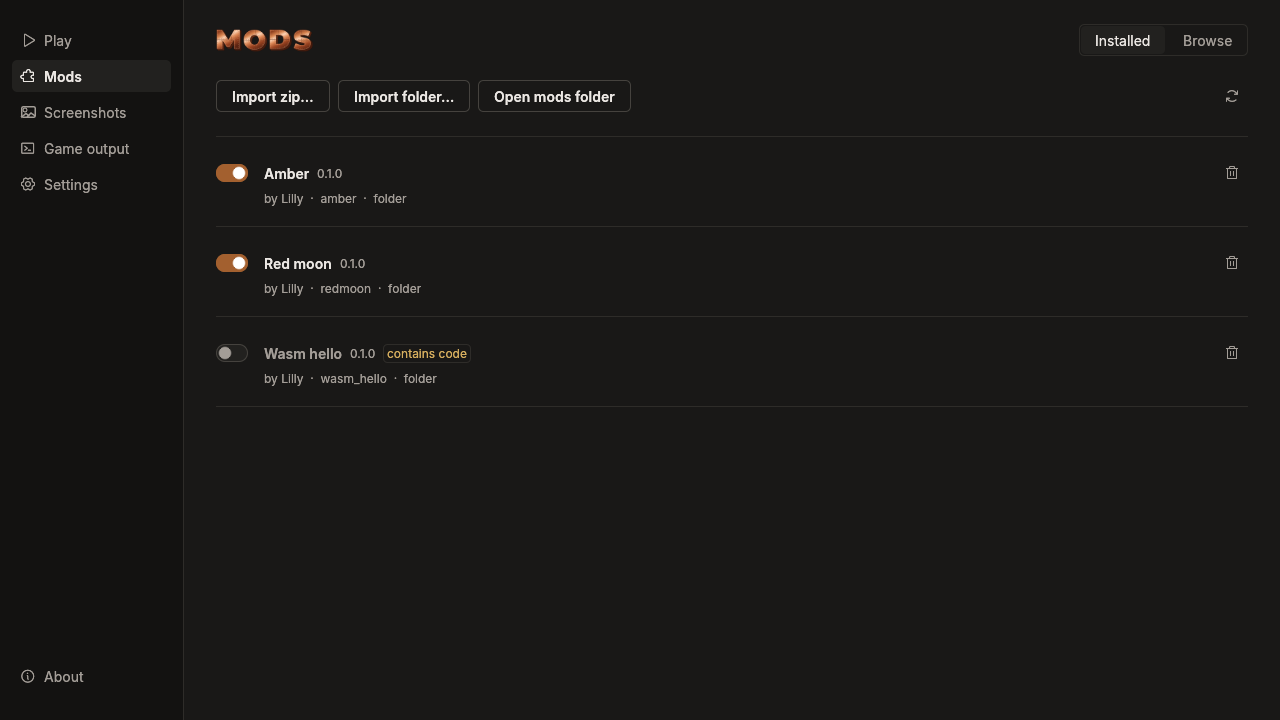 Play
Mods
Screenshots
Game output
Settings
About
MODS
Installed Browse
Import zip... Import folder... Open mods folder
Amber 0.1.0
by Lilly · amber · folder
Red moon 0.1.0
by Lilly · redmoon · folder
Wasm hello 0.1.0 contains code
by Lilly · wasm_hello · folder